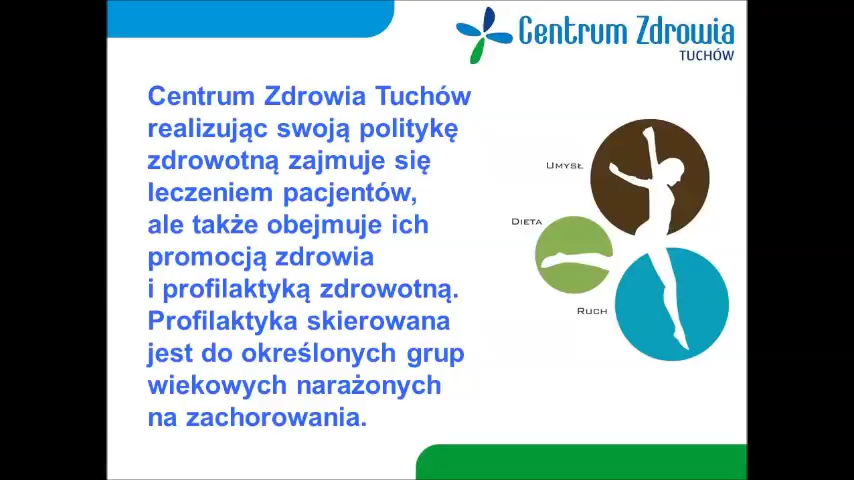 Centrum Zdrowia
TUCHÓW
Centrum Zdrowia Tuchów
realizując swoją politykę
zdrowotną zajmuje się
leczeniem pacjentów,
ale także obejmuje ich
promocją zdrowia
i profilaktyką zdrowotną.
Profilaktyka skierowana
jest do określonych grup
wiekowych narażonych
na zachorowania.
UMYSŁ
DIETA
RUCH